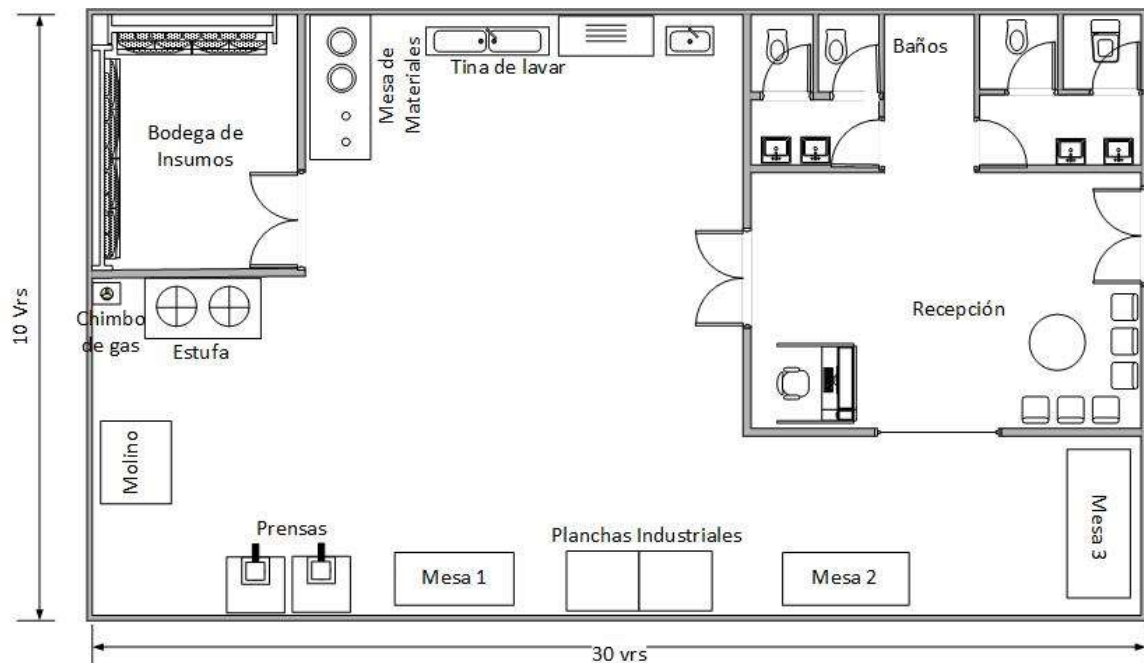 Baños
Tina de lavar
Mesa de
Materiales
Bodega de
Insumos
10 Vrs
Recepción
Chimbo
de gas
Estufa
Molino
Prensas
Planchas Industriales
Mesa 1
Mesa 2
Mesa 3
30 vrs